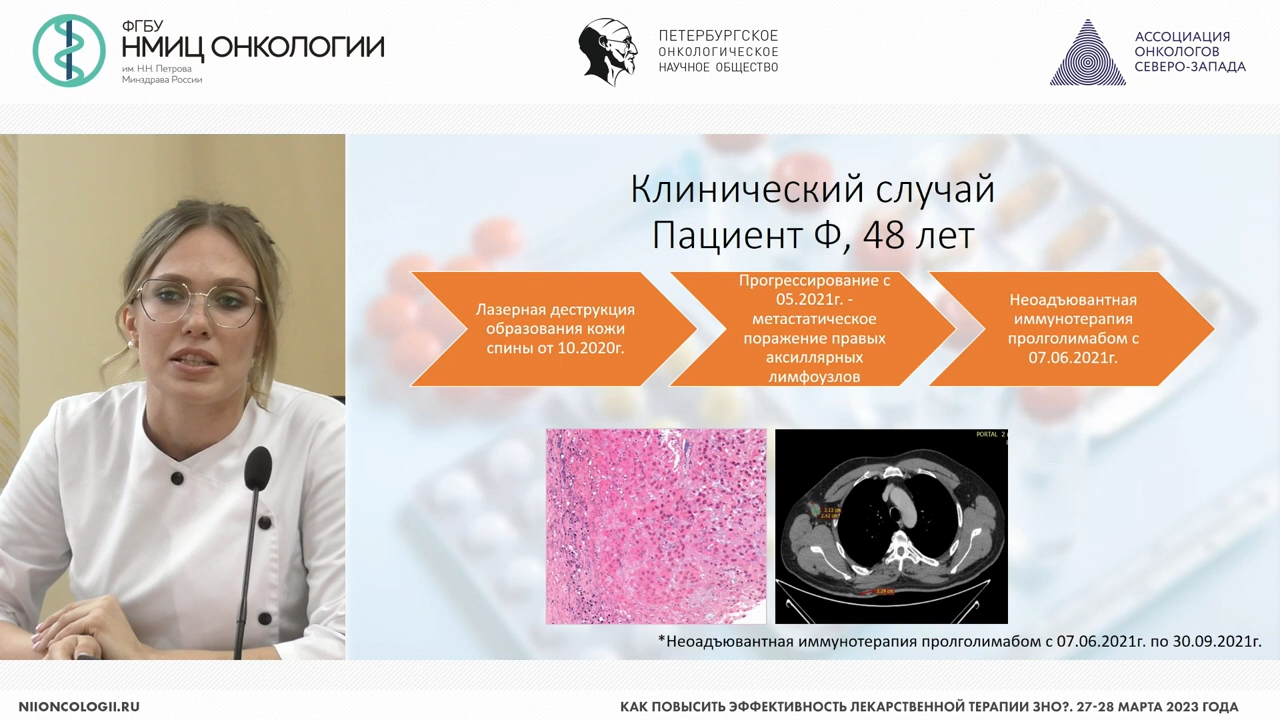 ФГБУ
НМИЦ ОНКОЛОГИИ
им. Н.Н. Петрова
Минздрава России
ПЕТЕРБУРГСКОЕ
ОНКОЛОГИЧЕСКОЕ
НАУЧНОЕ ОБЩЕСТВО
АССОЦИАЦИЯ
ОНКОЛОГОВ
СЕВЕРО-ЗАПАДА
Клинический случай
Пациент Ф, 48 лет
Лазерная деструкция
образования кожи
спины от 10.2020г.
Прогрессирование с
05.2021г. -
метастатическое
поражение правых
аксиллярных
лимфоузлов
Неоадъювантная
иммунотерапия
пролголимабом с
07.06.2021г.
PORTAL 2
*Неоадъювантная иммунотерапия пролголимабом с 07.06.2021г. по 30.09.2021г.
NIIONCOLOGII.RU
КАК ПОВЫСИТЬ ЭФФЕКТИВНОСТЬ ЛЕКАРСТВЕННОЙ ТЕРАПИИ ЗНО?. 27-28 МАРТА 2023 ГОДА